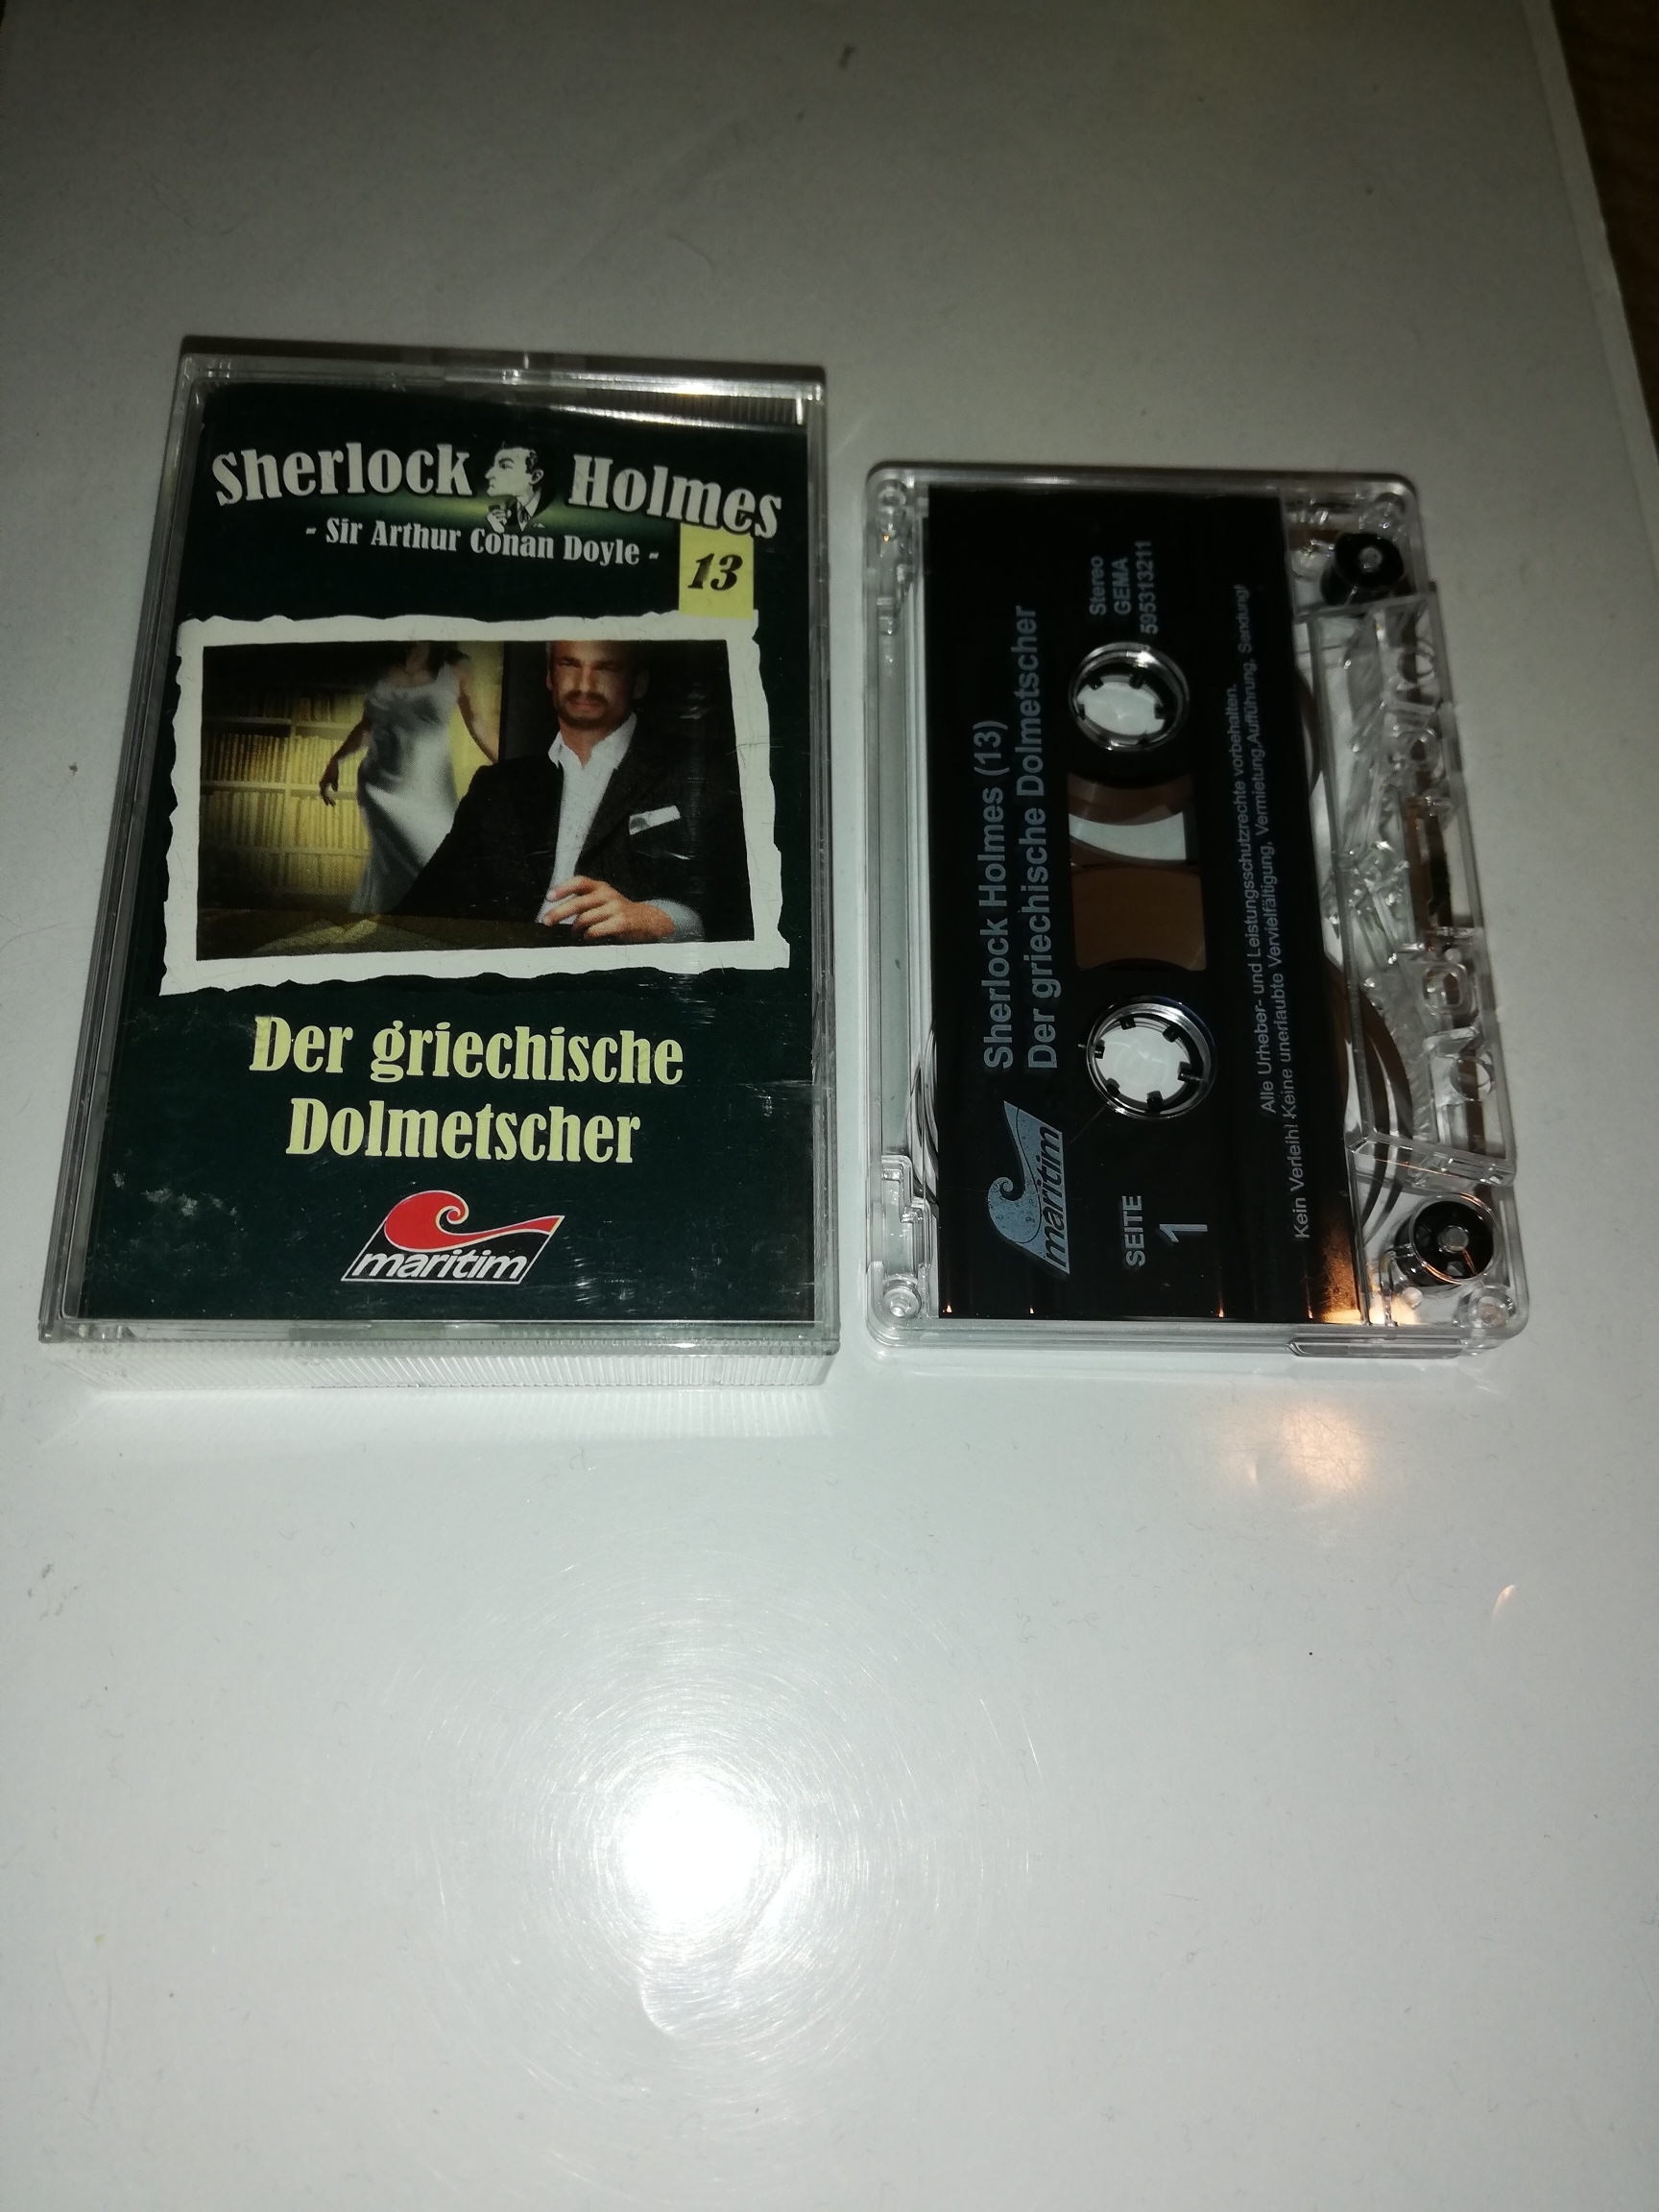 Sherlock Holmes
- Sir Arthur Conan Doyle -
13
Der griechische
Dolmetscher
maritim
maritim
Sherlock Holmes (13)
Der griechische Dolmetscher
SEITE
1
Stereo
GEMA
595313211
Alle Urheber- und Leistungsschutzrechte vorbehalten.
Kein Verleih! Keine unerlaubte Vervielfältigung, Vermietung,Aufführung, Sendung!